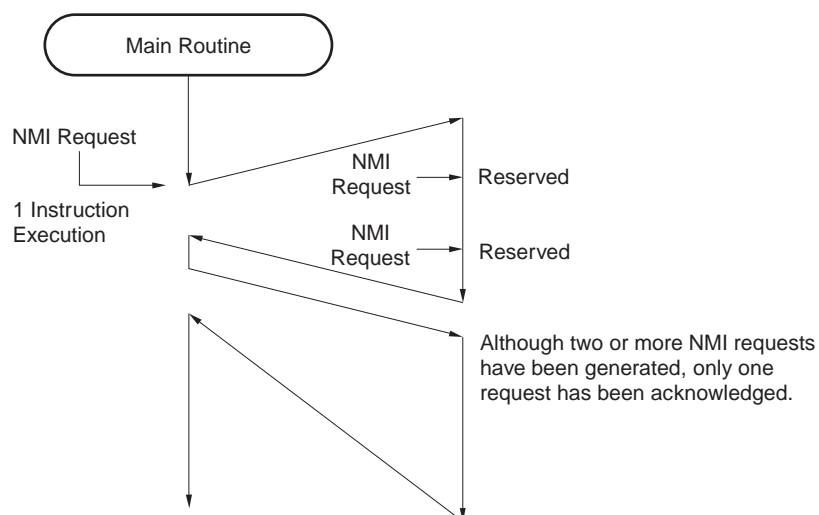 Main Routine
NMI Request
1 Instruction
Execution
NMI
Request
Reserved
NMI
Request
Reserved
Although two or more NMI requests
have been generated, only one
request has been acknowledged.